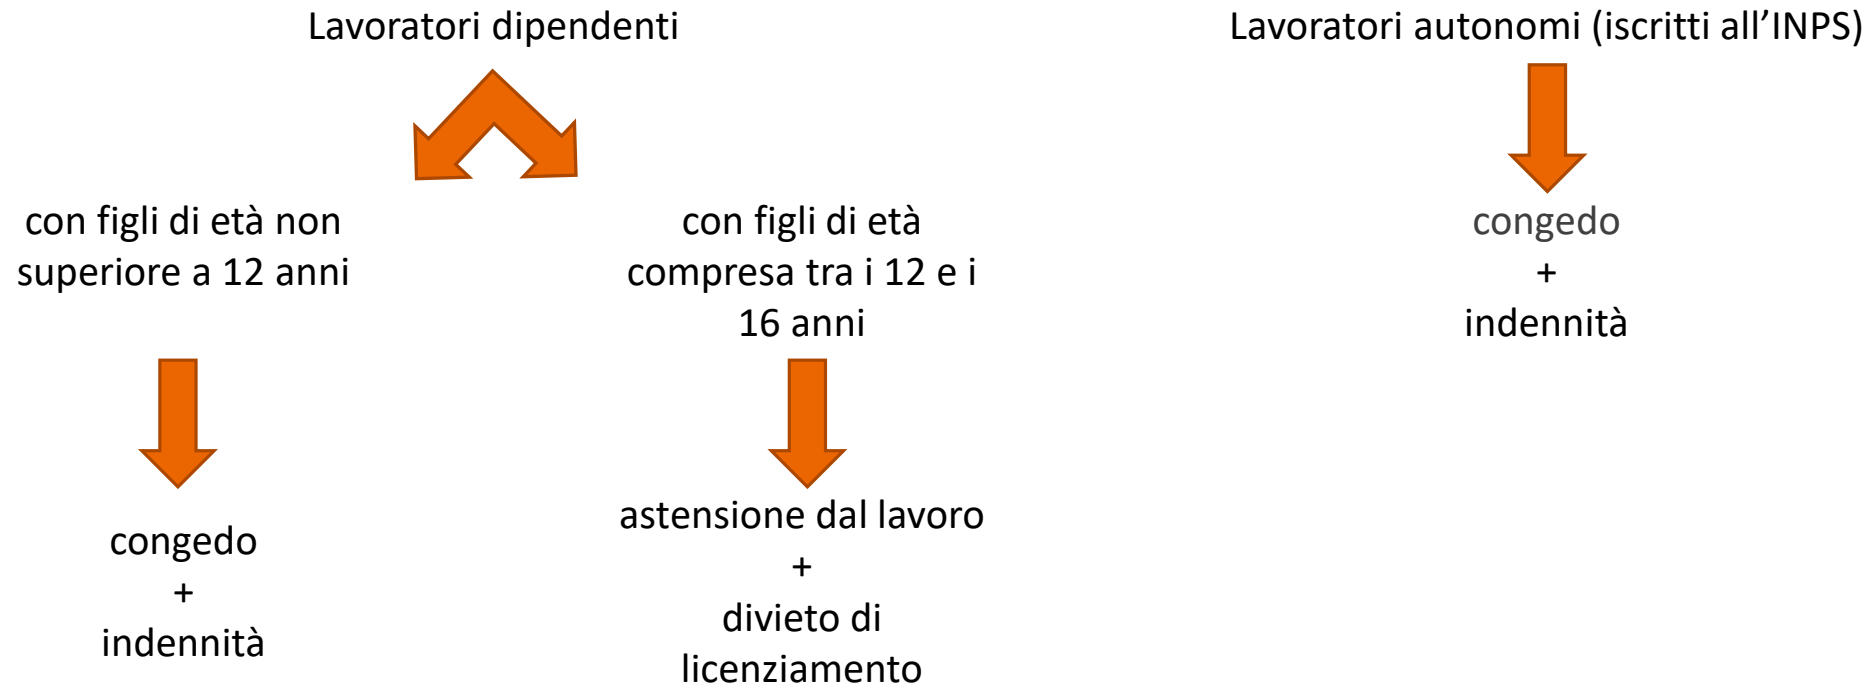 Lavoratori dipendenti
con figli di età non
superiore a 12 anni
congedo
+
indennità
con figli di età
compresa tra i 12 e i
16 anni
astensione dal lavoro
+
divieto di
licenziamento
Lavoratori autonomi (iscritti all’INPS)
congedo
+
indennità